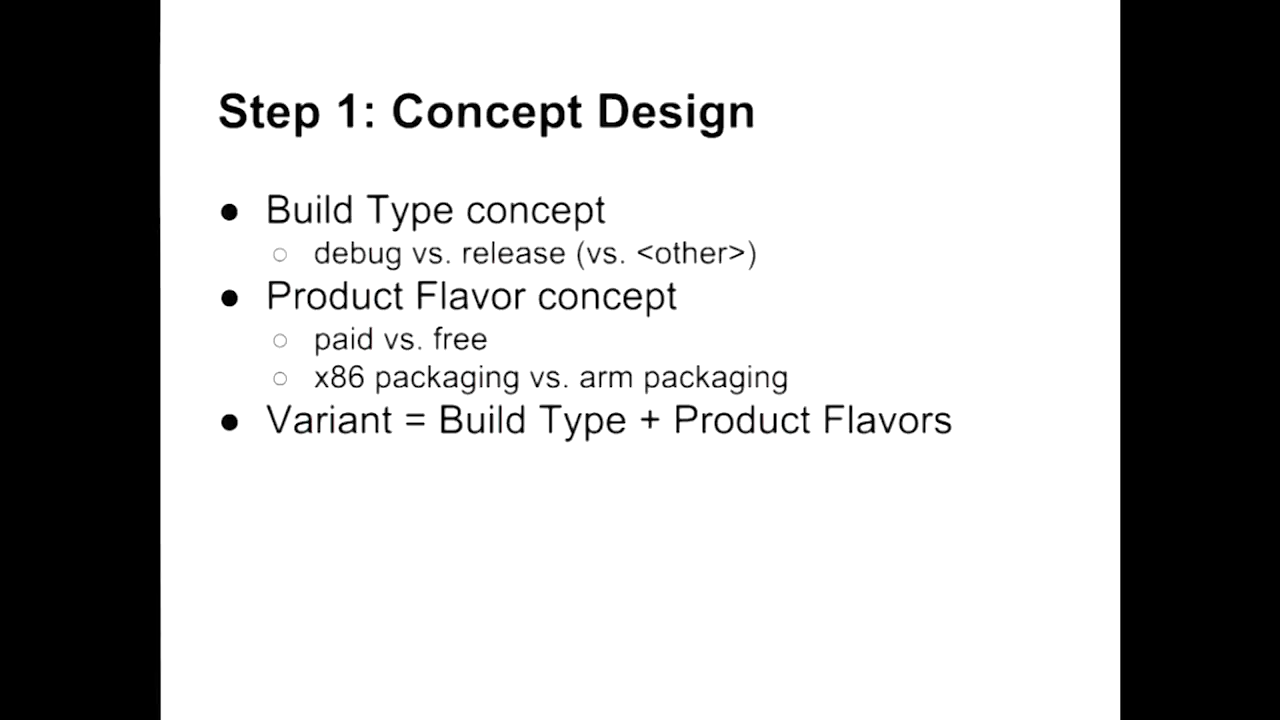 Step 1: Concept Design
● Build Type concept
○ debug vs. release (vs. <other>)
● Product Flavor concept
○ paid vs. free
○ x86 packaging vs. arm packaging
● Variant = Build Type + Product Flavors